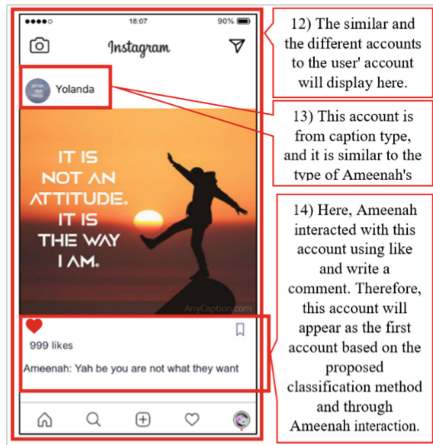 18:07
90%
Instagram
Yolanda
IT IS
NOT AN
ATTITUDE.
IT IS
THE WAY
I AM.
AnyCaption.com
999 likes
Ameenah: Yah be you are not what they want
12) The similar and
the different accounts
to the user' account
will display here.
13) This account is
from caption type,
and it is similar to the
type of Ameenah's
14) Here, Ameenah
interacted with this
account using like
and write a
comment. Therefore,
this account will
appear as the first
account based on the
proposed
classification method
and through
Ameenah interaction.